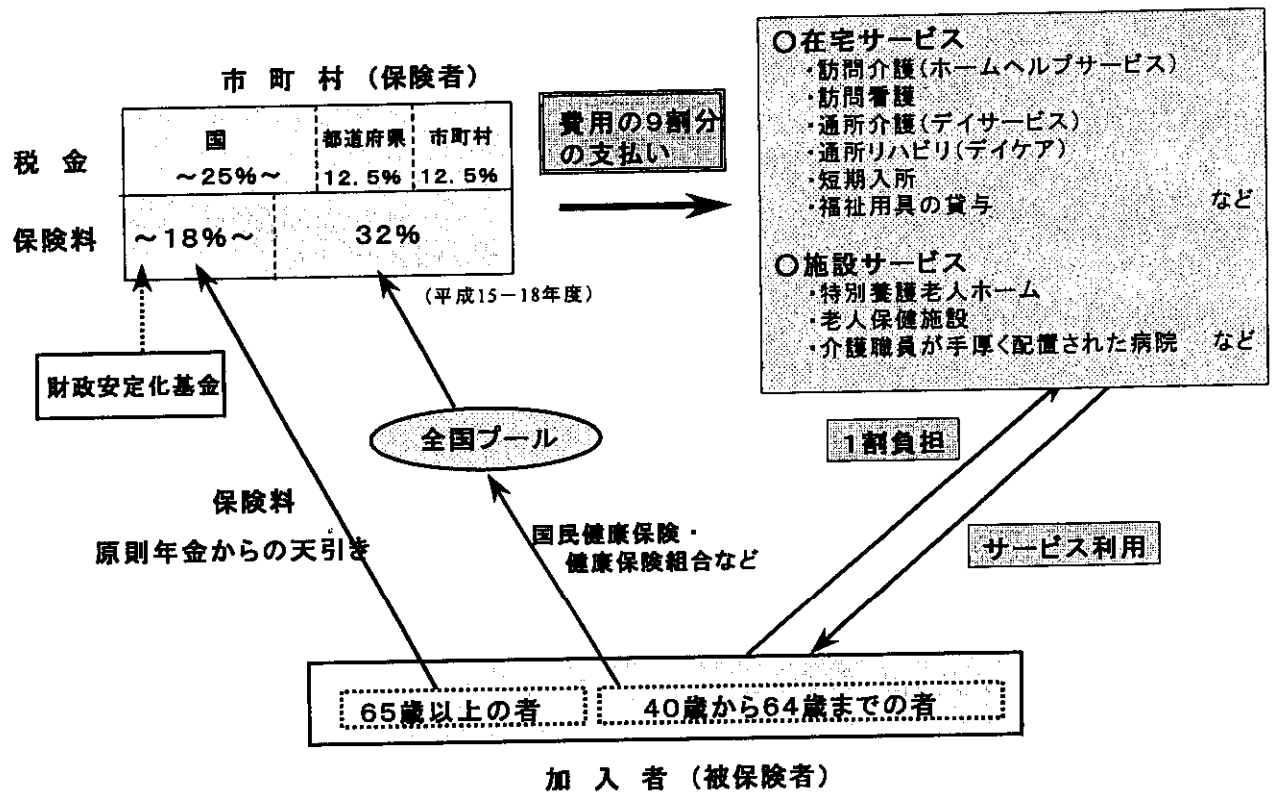 市 町 村 (保険者)
税 金
国
~25%~
都道府県
12.5%
市町村
12.5%
保険料
~18%~
32%
(平成15-18年度)
財政安定化基金
費用の9割分
の支払い
○在宅サービス
・訪問介護(ホームヘルプサービス)
・訪問看護
・通所介護(デイサービス)
・通所リハビリ(デイケア)
・短期入所
・福祉用具の貸与 など
○施設サービス
・特別養護老人ホーム
・老人保健施設
・介護職員が手厚く配置された病院 など
全国プール
1割負担
保険料
原則年金からの天引き
国民健康保険・
健康保険組合など
サービス利用
65歳以上の者
40歳から64歳までの者
加 入 者 (被保険者)